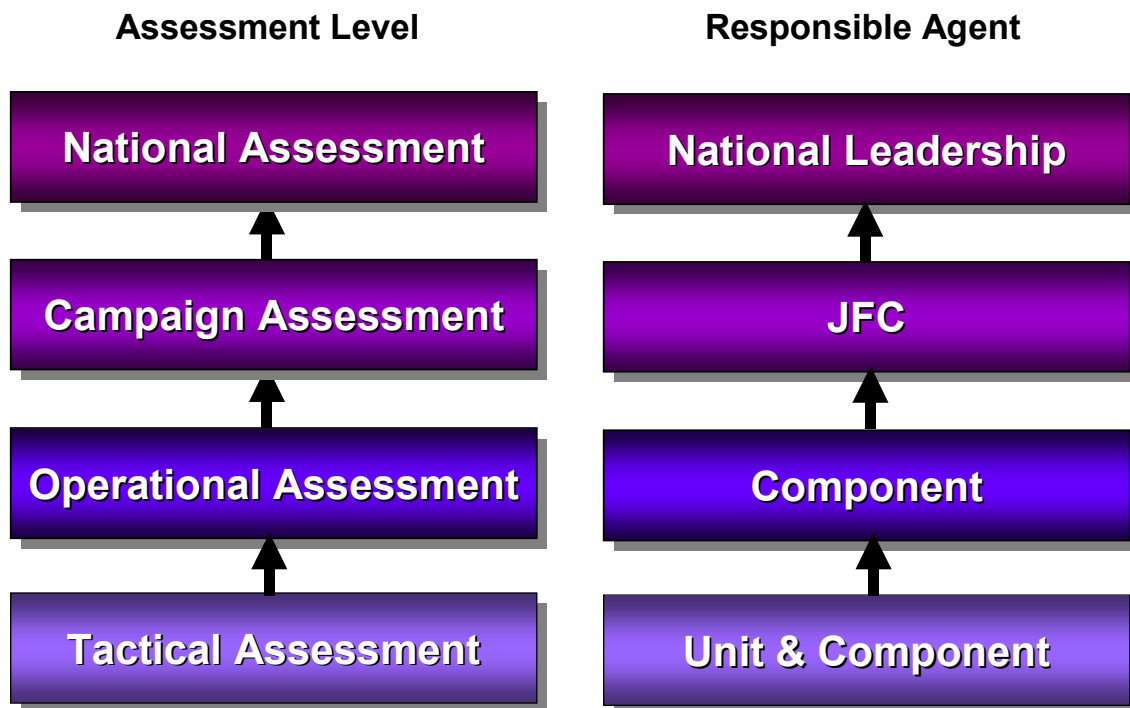 Assessment Level
Responsible Agent
National Assessment
National Leadership
Campaign Assessment
JFC
Operational Assessment
Component
Tactical Assessment
Unit & Component